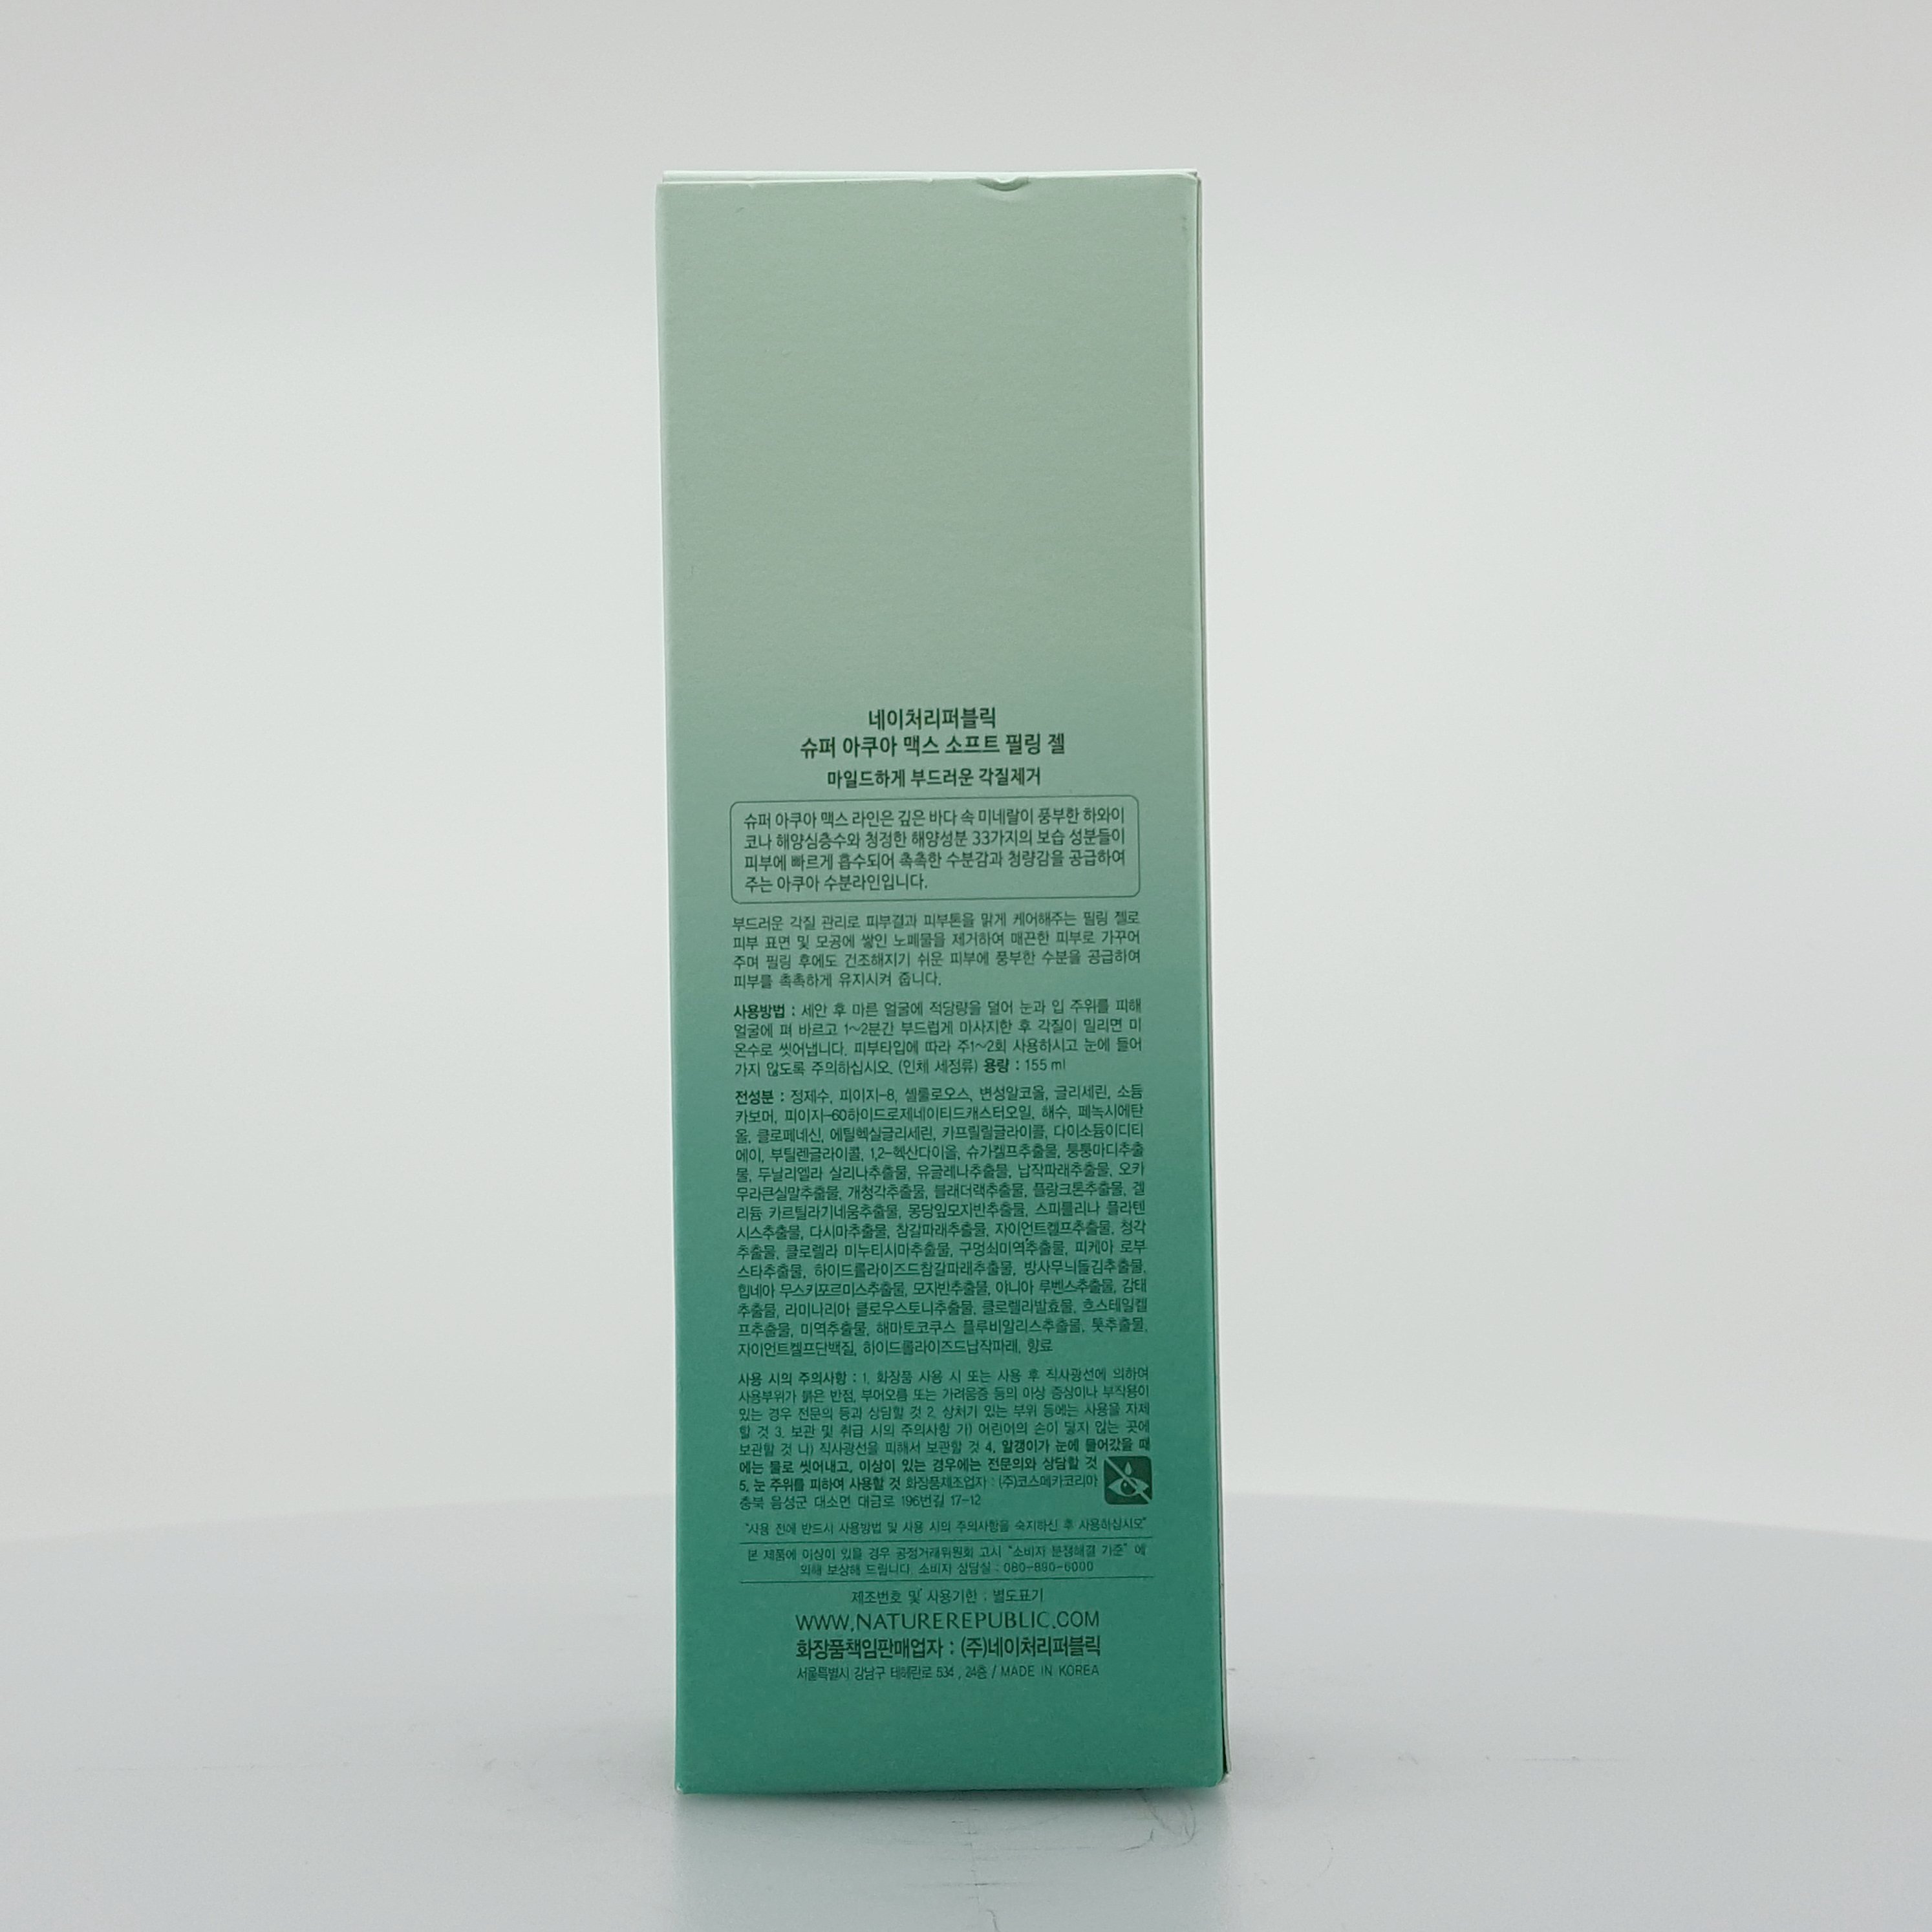 네이처리퍼블릭
슈퍼 아쿠아 맥스 소프트 필링 젤
마일드하게 부드러운 각질제거
슈퍼 아쿠아 맥스 라인은 깊은 바다 속 미네랄이 풍부한 하와이
코나 해양심층수와 청정한 해양성분 33가지의 보습 성분들이
피부에 빠르게 흡수되어 촉촉한 수분감과 청량감을 공급하여
주는 아쿠아 수분라인입니다.
부드러운 각질 관리로 피부결과 피부톤을 맑게 케어해주는 필링 젤로
피부 표면 및 모공에 쌓인 노폐물을 제거하여 매끈한 피부로 가꾸어
주며 필링 후에도 건조해지기 쉬운 피부에 풍부한 수분을 공급하여
피부를 촉촉하게 유지시켜 줍니다.
사용방법 : 세안 후 마른 얼굴에 적당량을 덜어 눈과 입 주위를 피해
얼굴에 펴 바르고 1~2분간 부드럽게 마사지한 후 각질이 밀리면 미
온수로 씻어냅니다. 피부타입에 따라 주1~2회 사용하시고 눈에 들어
가지 않도록 주의하십시오. (인체 세정류) 용량 : 155 ml
전성분 : 정제수, 피이지-8, 셀룰로오스, 변성알코올, 글리세린, 소듐
카보머, 피이지-60하이드로제네이티드캐스터오일, 해수, 페녹시에탄
올, 클로페네신, 에틸헥실글리세린, 카프릴릴글라이콜, 다이소듐이디티
에이, 부틸렌글라이콜, 1,2-헥산다이올, 슈가켈프추출물, 퉁퉁마디추출
물, 두날리엘라 살리나추출물, 유글레나추출물, 납작파래추출물, 오키
무라큰실말추출물, 개청각추출물, 블래더랙추출물, 플랑크톤추출물, 겔
리듐 카르틸라기네움추출물, 몽당잎모자반추출물, 스피룰리나 플라텐
시스추출물, 다시마추출물, 참갈파래추출물, 자이언트켈프추출물, 청각
추출물, 클로렐라 미누티시마추출물, 구멍쇠미역추출물, 피케아 로부
스타추출물, 하이드롤라이즈드참갈파래추출물, 방사무늬돌김추출물,
힙네아 무스키포르미스추출물, 모자반추출물, 아니아 루벤스추출물, 감태
추출물, 라미나리아 클로우스토니추출물, 클로렐라발효물, 호스테일켈
프추출물, 미역추출물, 해마토코쿠스 플루비알리스추출물, 톳추출물,
자이언트켈프단백질, 하이드롤라이즈드납작파래, 향료
사용 시의 주의사항 : 1. 화장품 사용 시 또는 사용 후 직사광선에 의하여
사용부위가 붉은 반점, 부어오름 또는 가려움증 등의 이상 증상이나 부작용이
있는 경우 전문의 등과 상담할 것 2. 상처가 있는 부위 등에는 사용을 자제
할 것 3. 보관 및 취급 시의 주의사항 가) 어린이의 손이 닿지 않는 곳에
보관할 것 나) 직사광선을 피해서 보관할 것 4. 알갱이가 눈에 들어갔을 때
에는 물로 씻어내고, 이상이 있는 경우에는 전문의와 상담할 것
5. 눈 주위를 피하여 사용할 것 화장품제조업자 : (주)코스메카코리아
충북 음성군 대소면 대금로 196번길 17-12
"사용 전에 반드시 사용방법 및 사용 시의 주의사항을 숙지하신 후 사용하십시오"
본 제품에 이상이 있을 경우 공정거래위원회 고시 "소비자 분쟁해결 기준" 에
의해 보상해 드립니다. 소비자 상담실 : 080-890-6000
제조번호 및 사용기한 : 별도표기
WWW.NATUREREPUBLIC.COM
화장품책임판매업자 : (주)네이처리퍼블릭
서울특별시 강남구 테헤란로 534 , 24층 / MADE IN KOREA